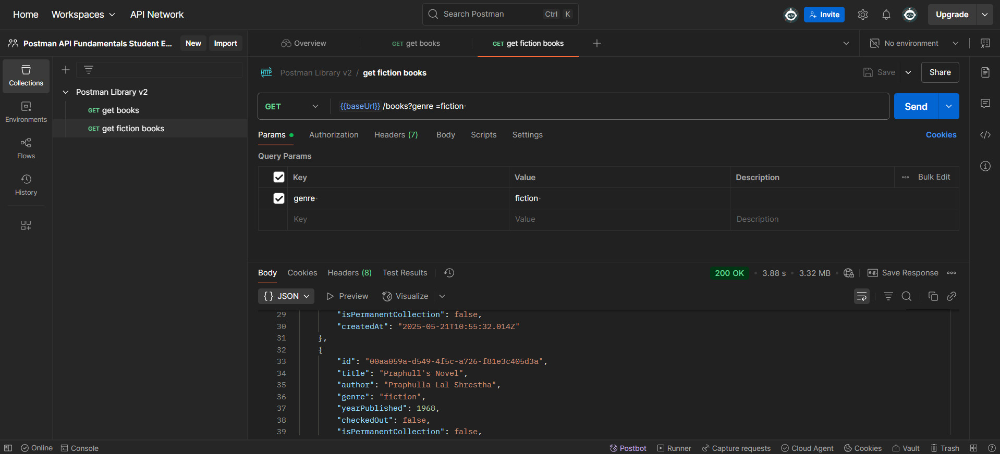 Home Workspaces API Network Search Postman Ctrl K Invite Upgrade
Postman API Fundamentals Student E... New Import Overview GET get books GET get fiction books No environment
HTTP Postman Library v2 / get fiction books Save Share
Collections
Postman Library v2
GET get books
GET get fiction books
Environments
Flows
History
GET {{baseUrl}} /books?genre =fiction Send
Params Authorization Headers (7) Body Scripts Settings Cookies
Query Params
Key Value Description Bulk Edit
genre fiction
Key Value Description
Body Cookies Headers (8) Test Results 200 OK 3.88 s 3.32 MB e.g. Save Response
{} JSON Preview Visualize
29 "isPermanentCollection": false,
30 "createdAt": "2025-05-21T10:55:32.014Z"
31 },
32 {
33 "id": "00aa059a-d549-4f5c-a726-f81e3c405d3a",
34 "title": "Praphull's Novel",
35 "author": "Praphulla Lal Shrestha",
36 "genre": "fiction",
37 "yearPublished": 1968,
38 "checkedOut": false,
39 "isPermanentCollection": false,
Online Console Postbot Runner Capture requests Cloud Agent Cookies Vault Trash